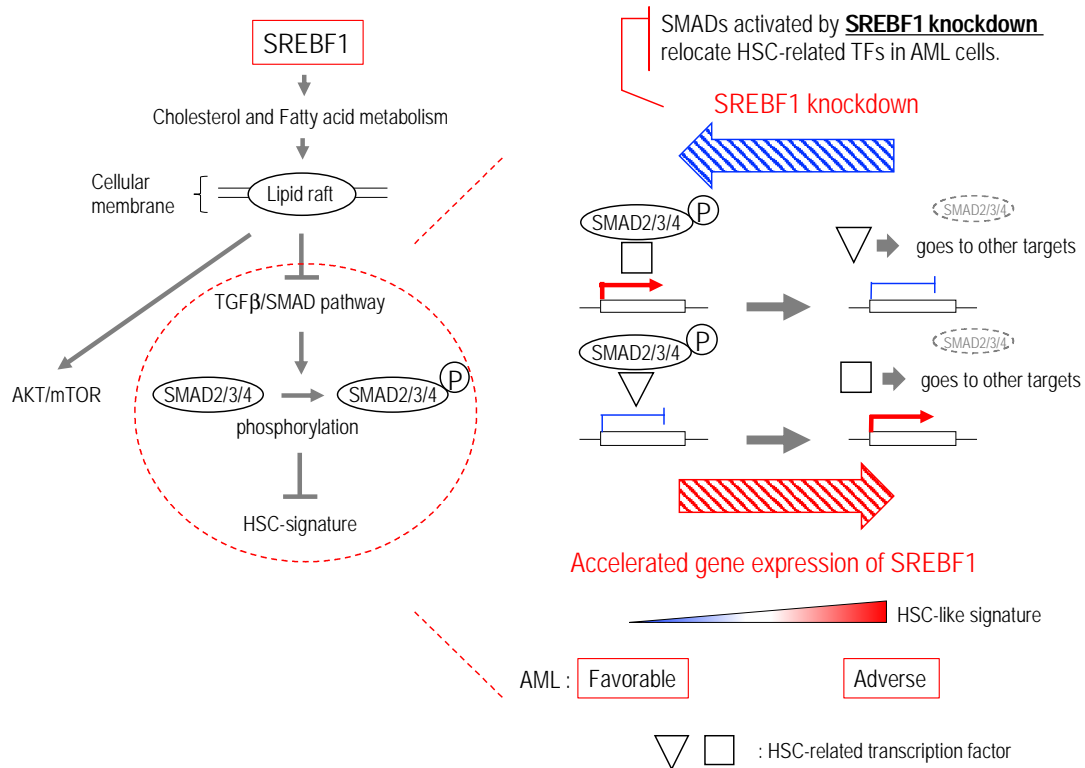 SREBF1
Cholesterol and Fatty acid metabolism
Cellular
membrane
Lipid raft
TGFβ/SMAD pathway
AKT/mTOR
SMAD2/3/4
SMAD2/3/4
P
phosphorylation
HSC-signature
SMADs activated by SREBF1 knockdown
relocate HSC-related TFs in AML cells.
SREBF1 knockdown
SMAD2/3/4
P
SMAD2/3/4
goes to other targets
SMAD2/3/4
P
SMAD2/3/4
goes to other targets
Accelerated gene expression of SREBF1
HSC-like signature
AML : Favorable
Adverse
: HSC-related transcription factor